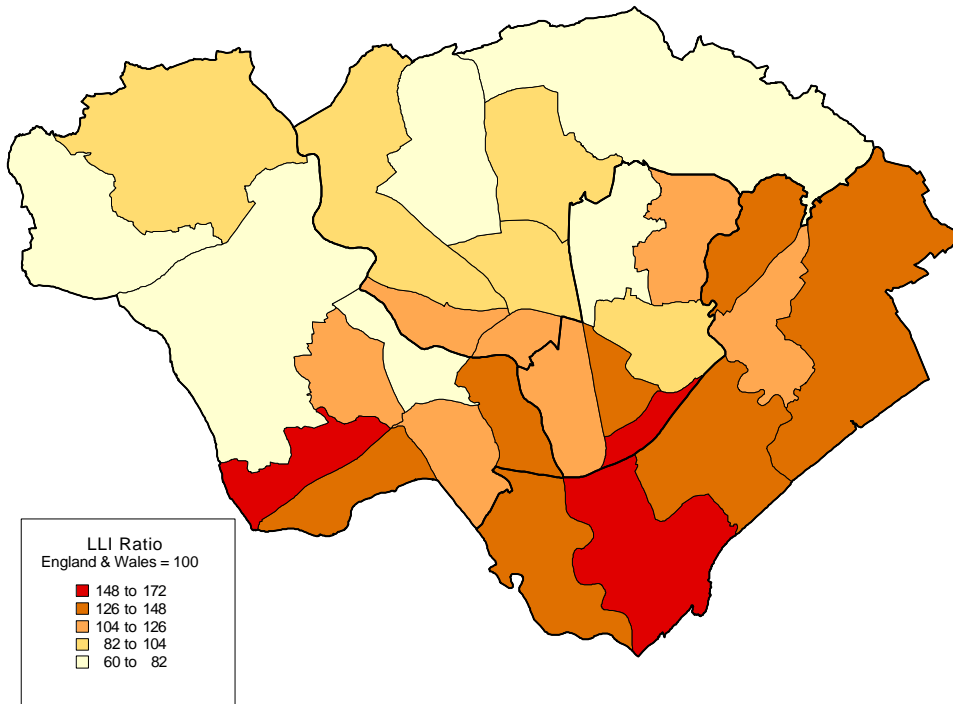 LLI Ratio
England & Wales = 100
148 to 172
126 to 148
104 to 126
82 to 104
60 to 82